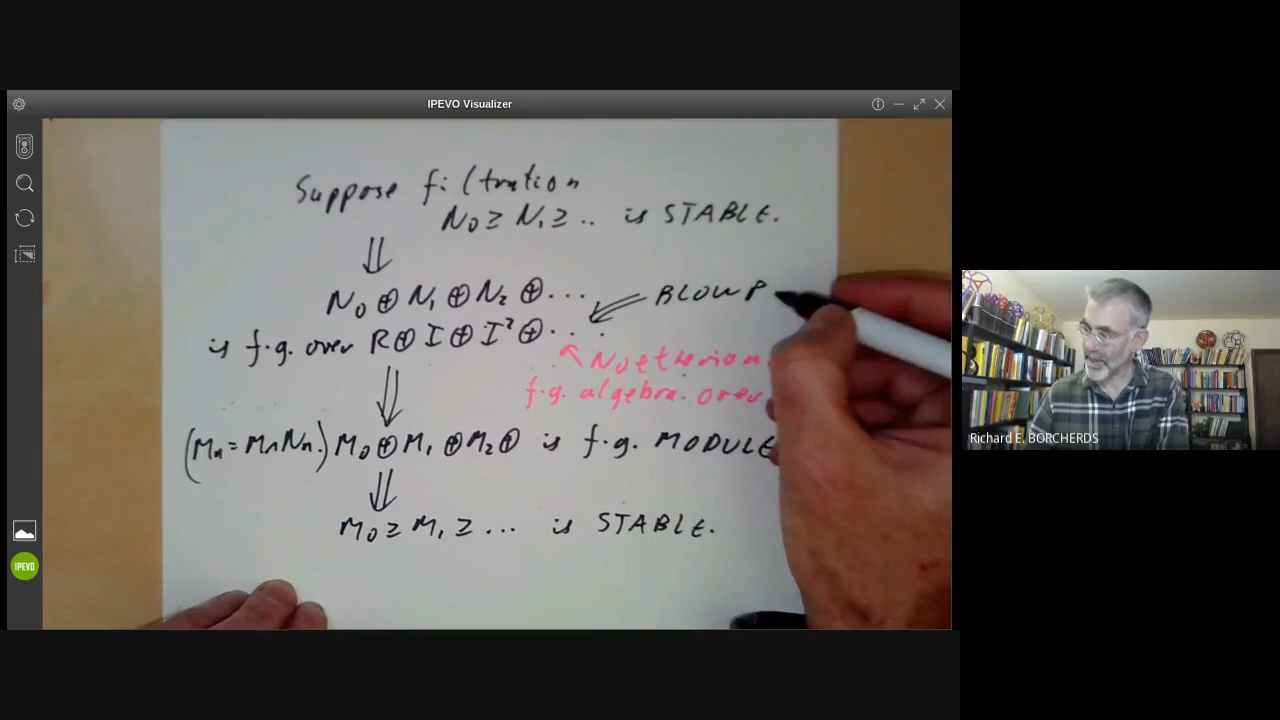 IPEVO Visualizer
Suppose filtration
N₀ ≥ N₁ ≥ .. is STABLE.
⇓
N₀ ⊕ N₁ ⊕ N₂ ⊕ ... BLOWUP
is f.g. over R ⊕ I ⊕ I² ⊕ ...
Noetherian
f.g. algebra. over
⇓
(Mₙ = M∩Nₙ.) M₀ ⊕ M₁ ⊕ M₂ ⊕ is f.g. MODULE
⇓
M₀ ≥ M₁ ≥ ... is STABLE.
IPEVO
Richard E. BORCHERDS